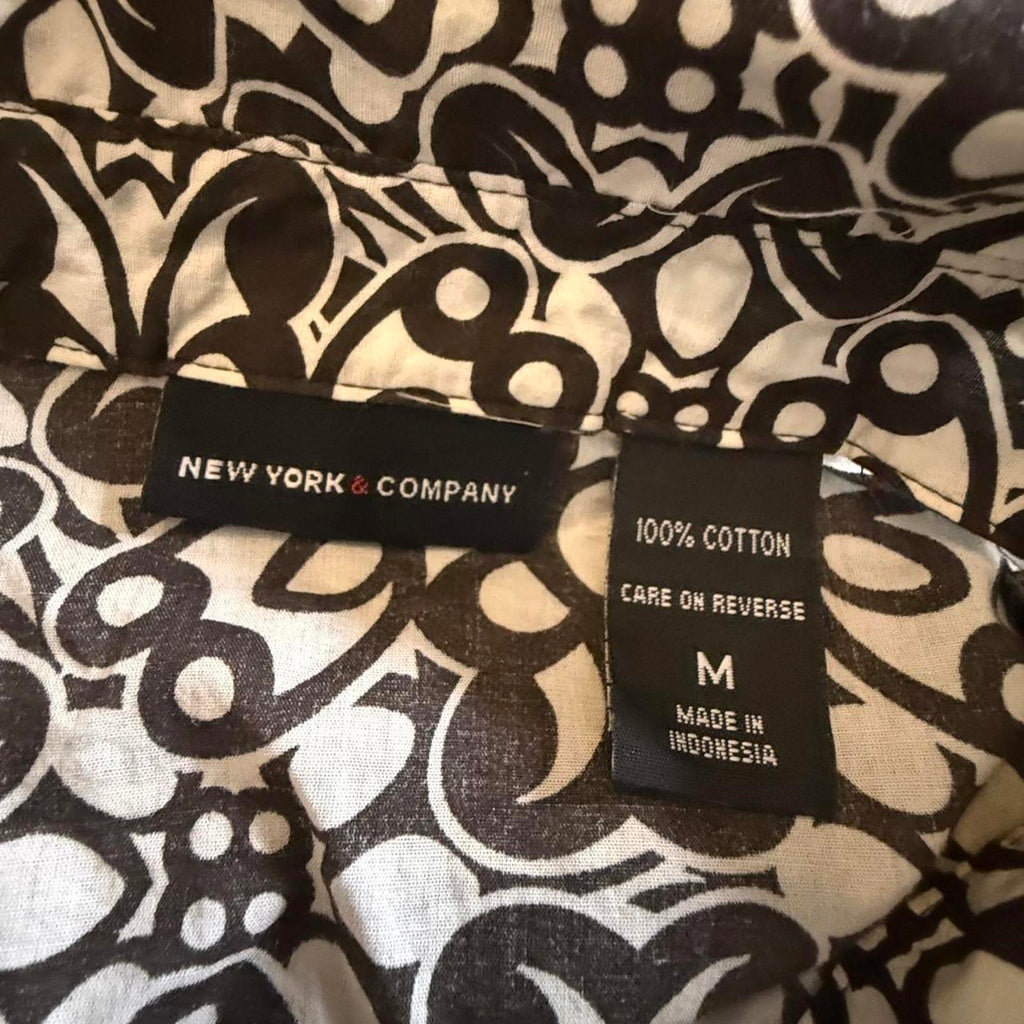 NEW YORK & COMPANY
100% COTTON
CARE ON REVERSE
M
MADE IN
INDONESIA